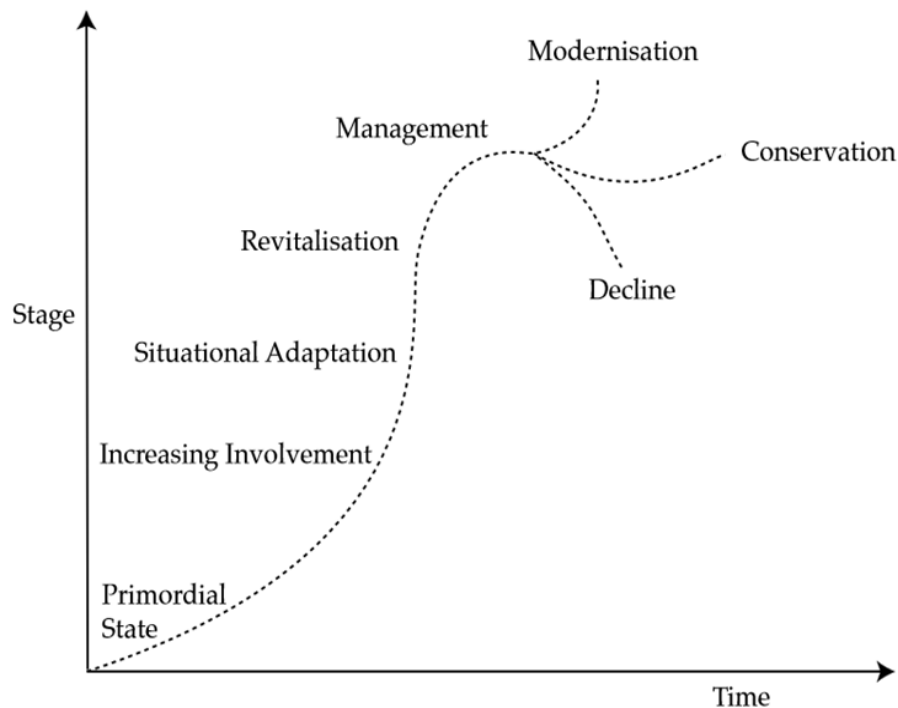 Modernisation
Management
Conservation
Revitalisation
Decline
Stage
Situational Adaptation
Increasing Involvement
Primordial
State
Time